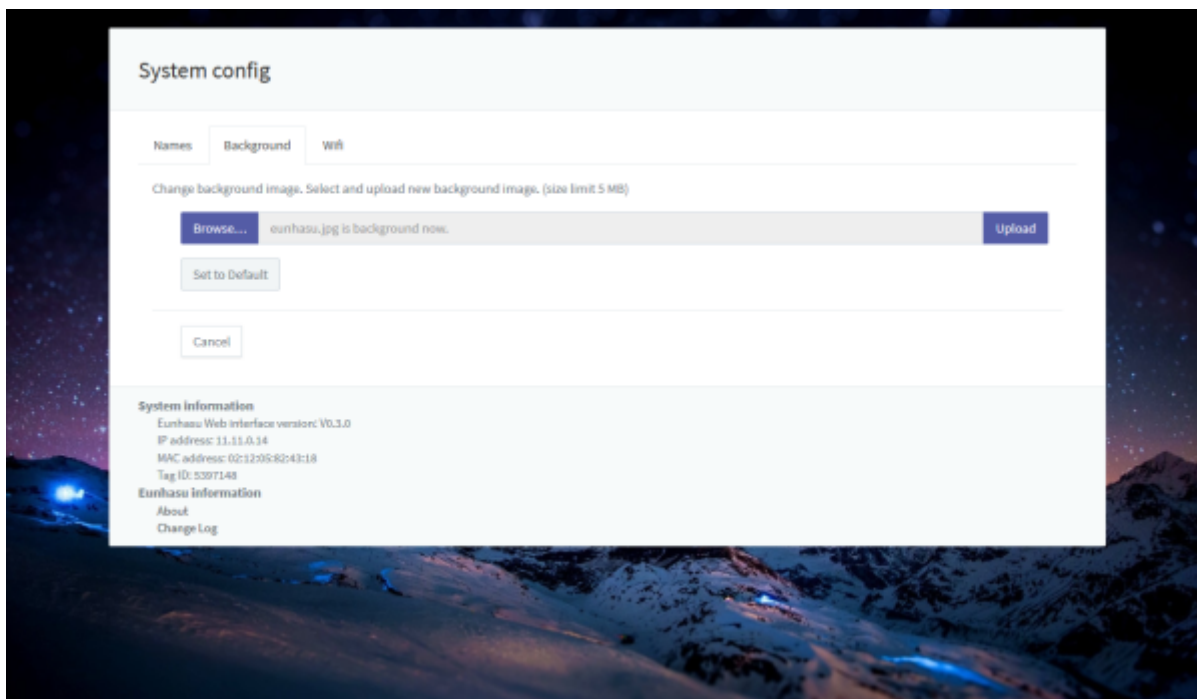 System config
Names Background Wifi
Change background image. Select and upload new background image. (size limit 5 MB)
Browse... eunhasu.jpg is background now. Upload
Set to Default
Cancel
System information
Eunhasu Web interface version: V0.3.0
IP address: 11.11.0.14
MAC address: 02:12:05:82:43:18
Tag ID: 5397148
Eunhasu information
About
Change Log